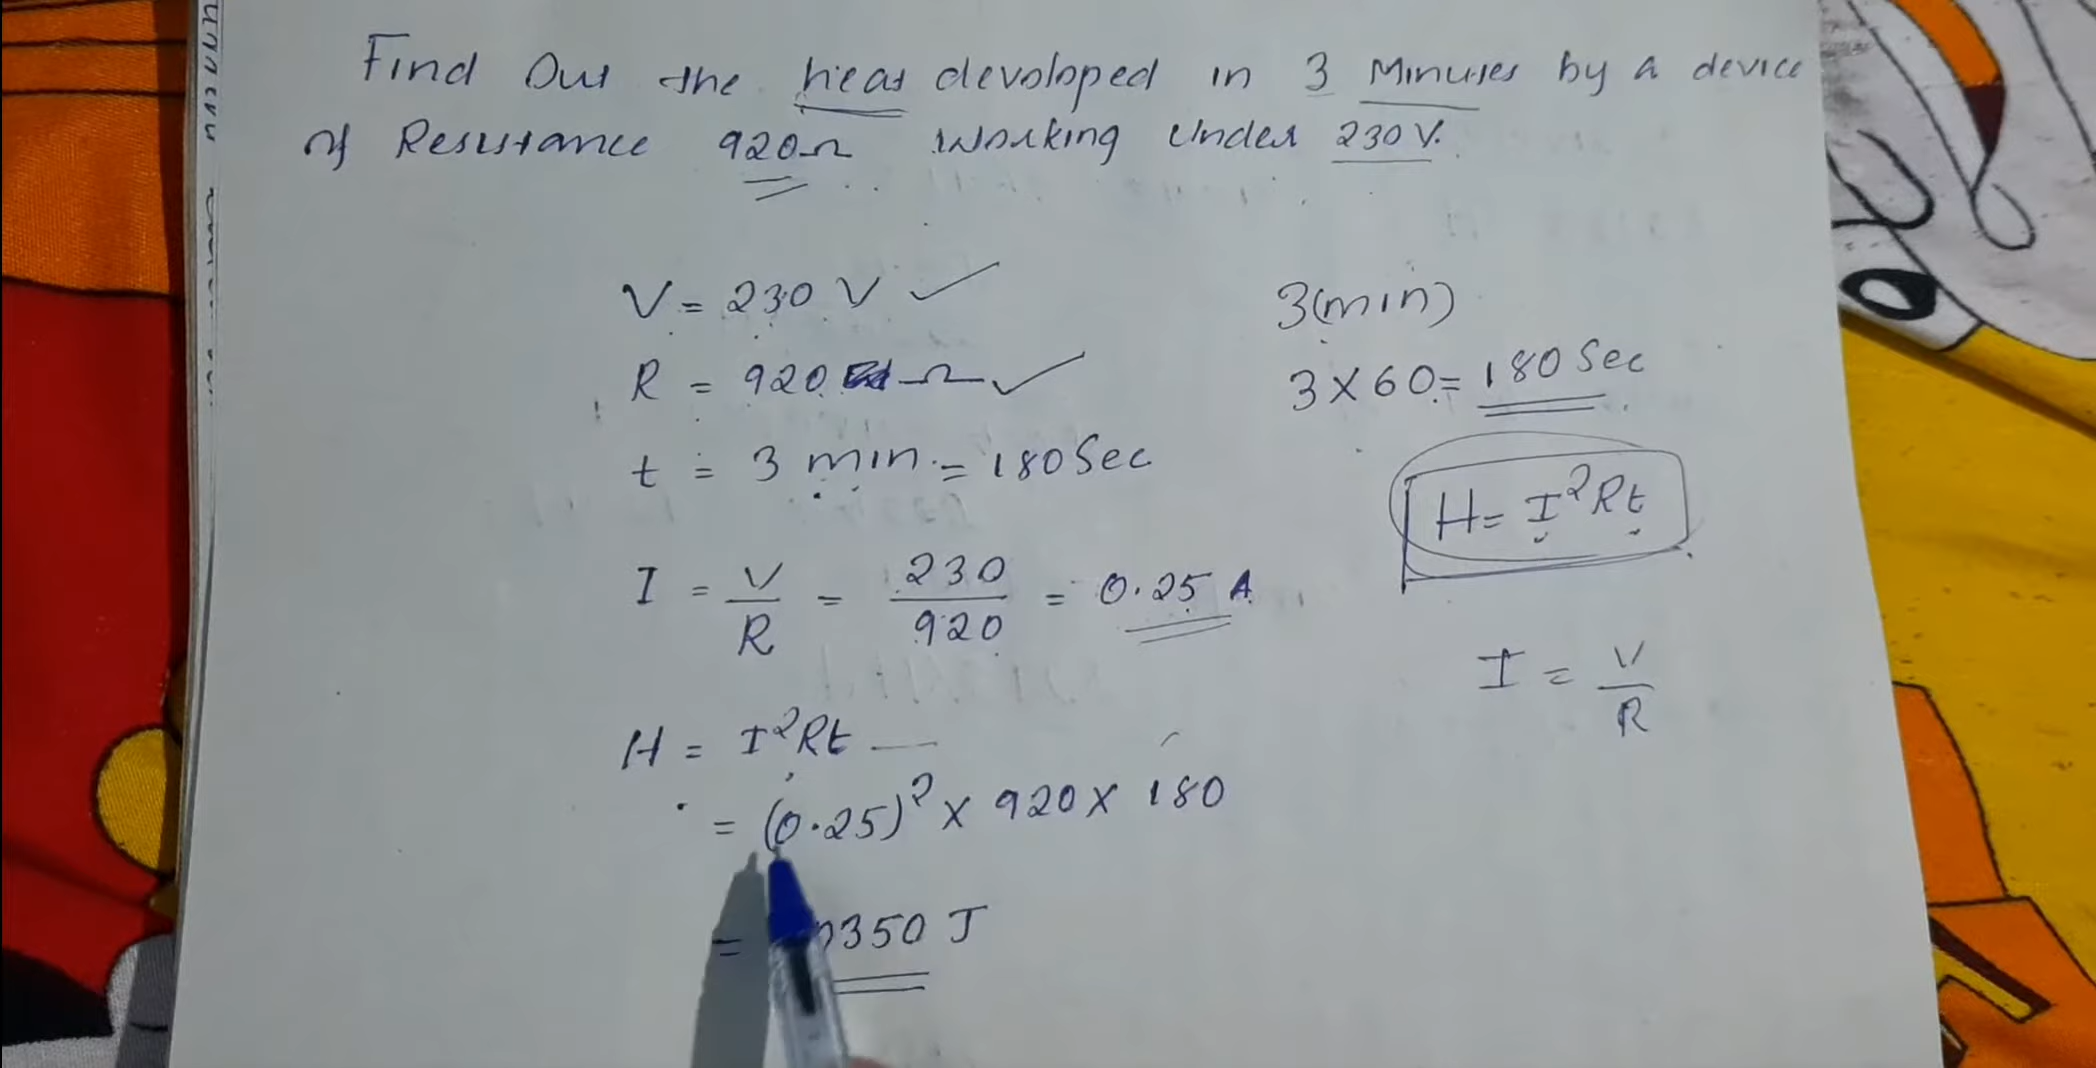 Find Out the heat devoloped in 3 Minutes by a device
of Resistance 920Ω Working Under 230 V.
V = 230 V ✓
R = 920 Ω ✓
t = 3 min. = 180 Sec
I = V/R = 230/920 = 0.25 A
H = I²Rt
= (0.25)² × 920 × 180
= 350 J
3(min)
3 × 60 = 180 Sec
H = I²Rt
I = V/R